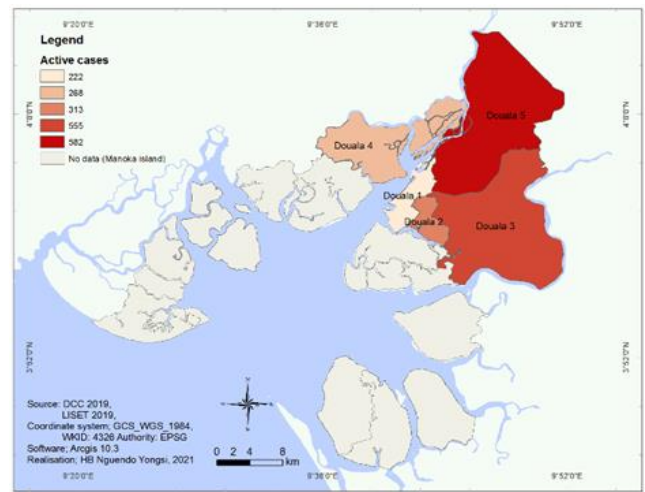 9°20'0"E 9°36'0"E 9°52'0"E
Legend
Active cases
222
268
313
555
582
No data (Manoka island)
4°8'0"N
4°8'0"N
Douala 5
Douala 4
Douala 1
Douala 2
Douala 3
3°52'0"N
3°52'0"N
N
Source: DCC 2019,
LISET 2019,
Coordinate system; GCS_WGS_1984,
WKID: 4326 Authority: EPSG
Software; Arcgis 10.3
Realisation; HB Nguendo Yongsi, 2021
0 2 4 8
km
9°20'0"E 9°36'0"E 9°52'0"E